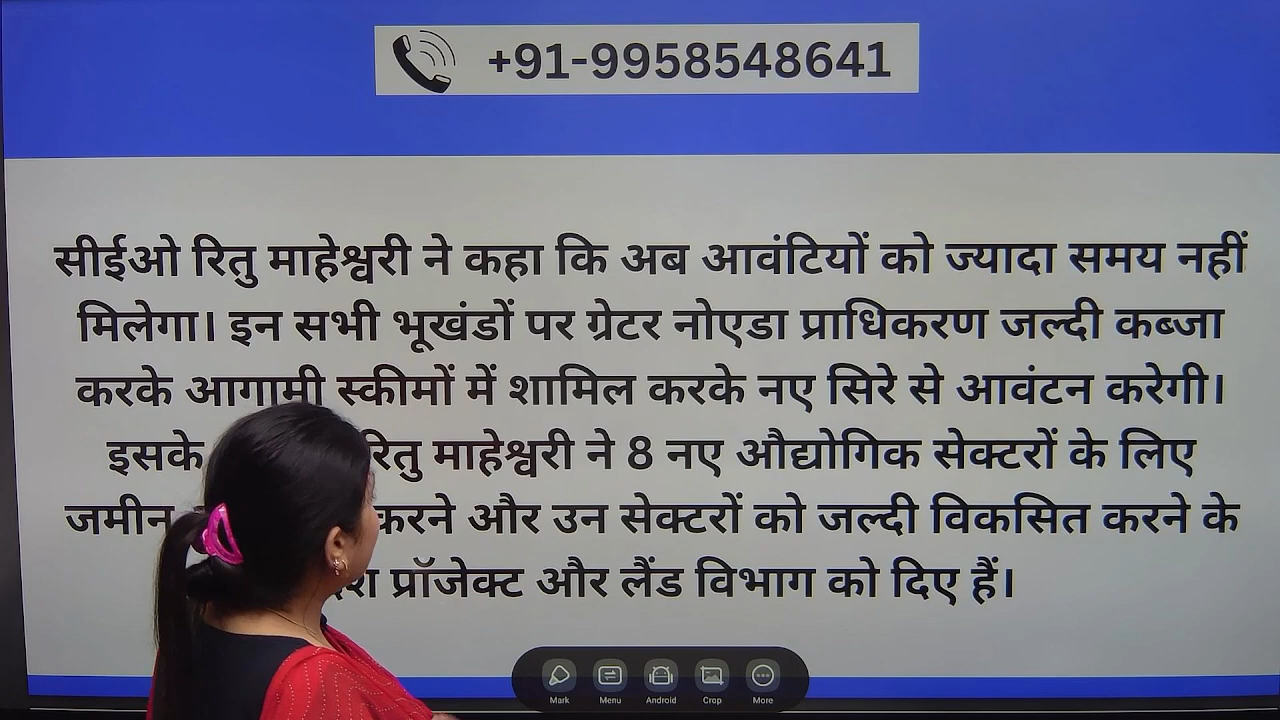 +91-9958548641
सीईओ रितु माहेश्वरी ने कहा कि अब आवंटियों को ज्यादा समय नहीं
मिलेगा। इन सभी भूखंडों पर ग्रेटर नोएडा प्राधिकरण जल्दी कब्जा
करके आगामी स्कीमों में शामिल करके नए सिरे से आवंटन करेगी।
इसके रितु माहेश्वरी ने 8 नए औद्योगिक सेक्टरों के लिए
जमीन करने और उन सेक्टरों को जल्दी विकसित करने के
प्रॉजेक्ट और लैंड विभाग को दिए हैं।
Mark Menu Android Crop More